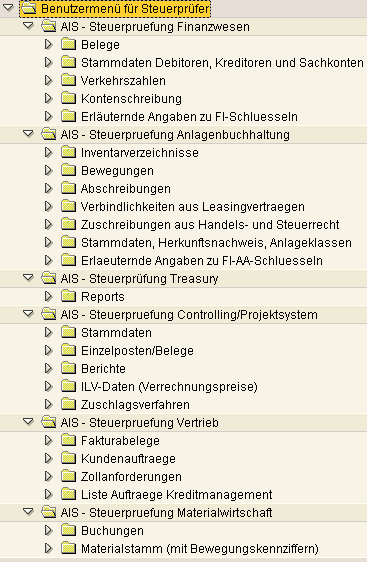 Benutzermenü für Steuerprüfer
AIS - Steuerpruefung Finanzwesen
Belege
Stammdaten Debitoren, Kreditoren und Sachkonten
Verkehrszahlen
Kontenschreibung
Erläuternde Angaben zu FI-Schluesseln
AIS - Steuerpruefung Anlagenbuchhaltung
Inventarverzeichnisse
Bewegungen
Abschreibungen
Verbindlichkeiten aus Leasingvertraegen
Zuschreibungen aus Handels- und Steuerrecht
Stammdaten, Herkunftsnachweis, Anlageklassen
Erlaeuternde Angaben zu FI-AA-Schluesseln
AIS - Steuerprüfung Treasury
Reports
AIS - Steuerpruefung Controlling/Projektsystem
Stammdaten
Einzelposten/Belege
Berichte
ILV-Daten (Verrechnungspreise)
Zuschlagsverfahren
AIS - Steuerpruefung Vertrieb
Fakturabelege
Kundenauftraege
Zollanforderungen
Liste Auftraege Kreditmanagement
AIS - Steuerpruefung Materialwirtschaft
Buchungen
Materialstamm (mit Bewegungskennziffern)